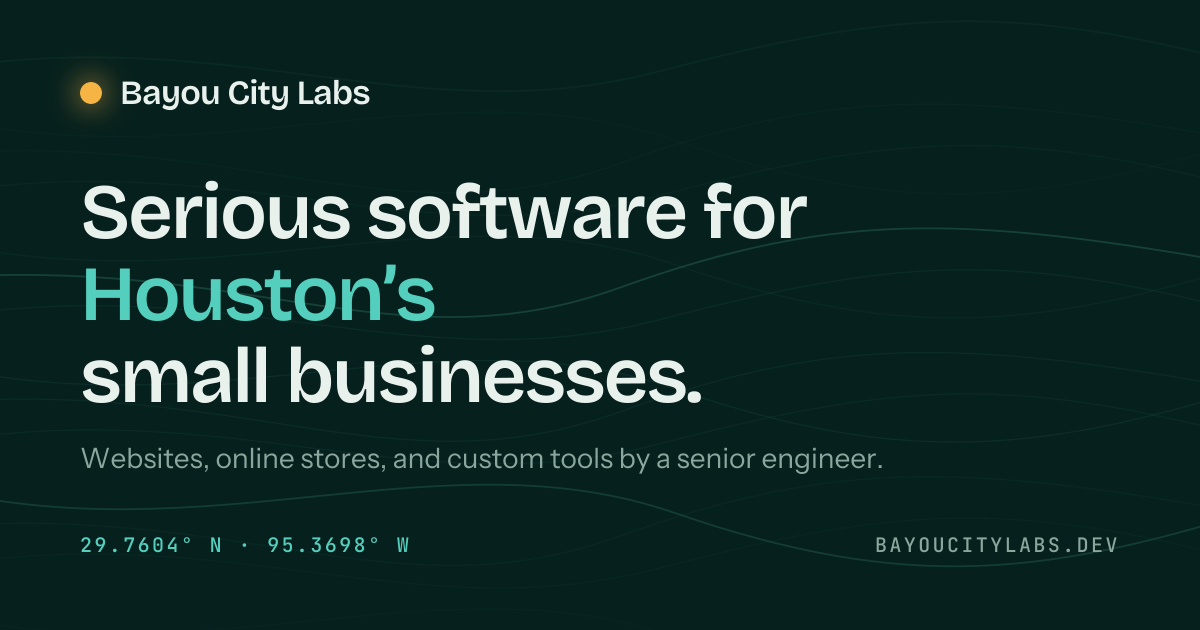 Bayou City Labs
Serious software for
Houston’s
small businesses.
Websites, online stores, and custom tools by a senior engineer.
29.7604° N · 95.3698° W
BAYOUCITYLABS.DEV